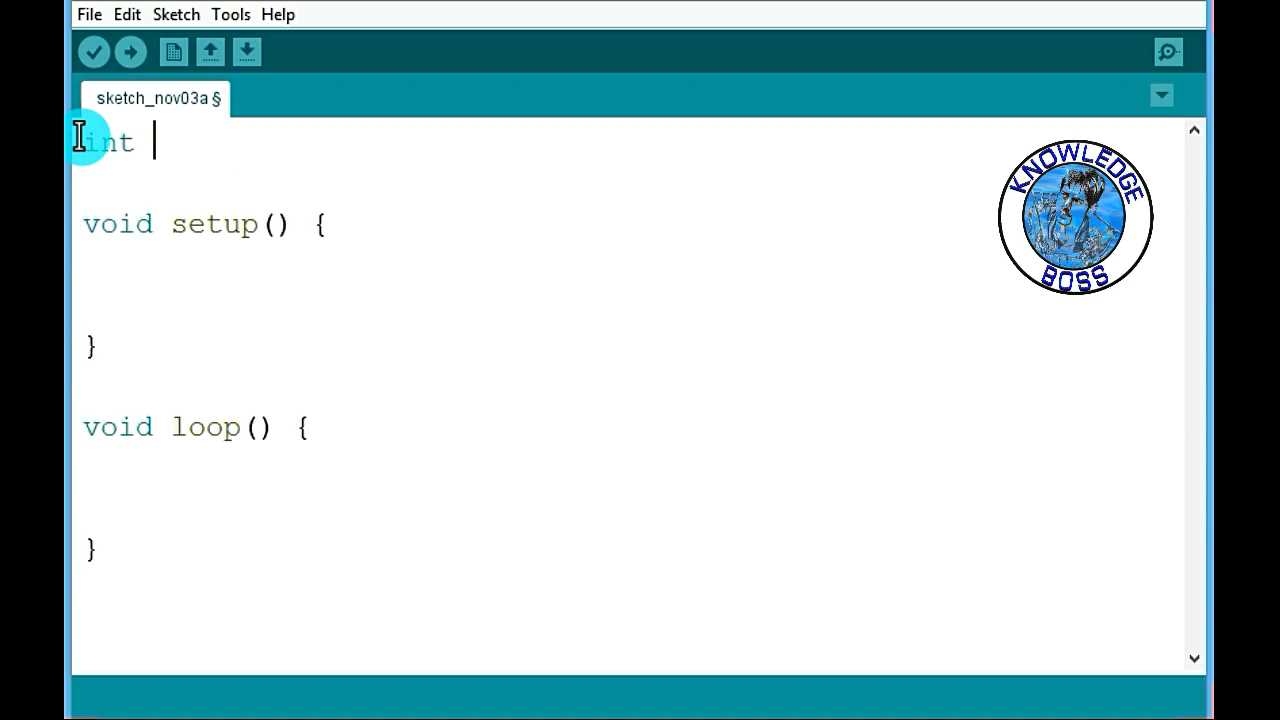 File Edit Sketch Tools Help
sketch_nov03a §
int
KNOWLEDGE
BOSS
void setup() {
}
void loop() {
}